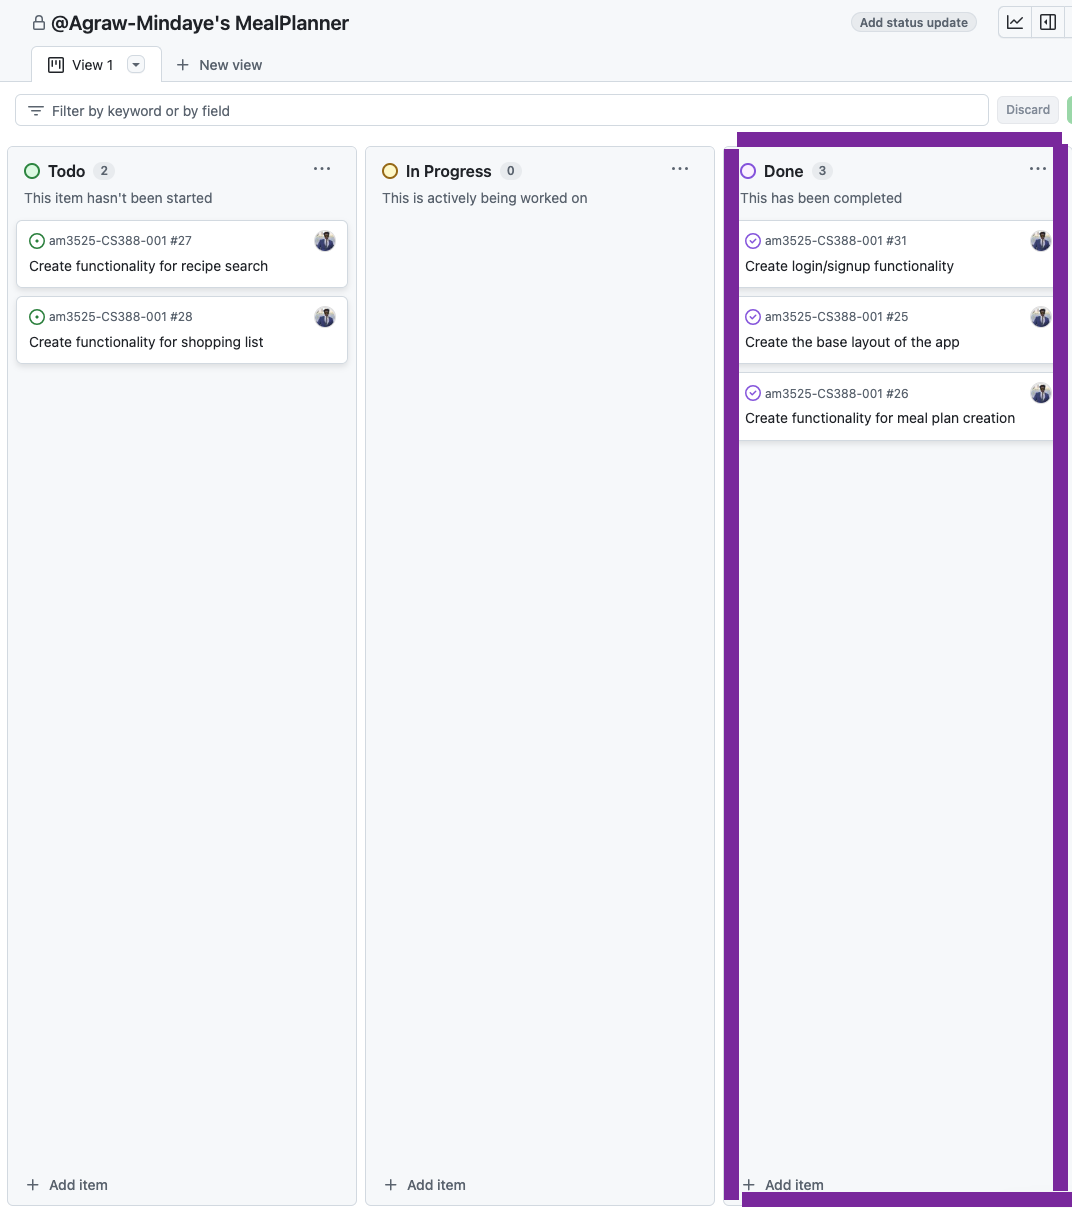 @Agraw-Mindaye's MealPlanner
Add status update
View 1
New view
Filter by keyword or by field
Discard
Todo 2
This item hasn't been started
am3525-CS388-001 #27
Create functionality for recipe search
am3525-CS388-001 #28
Create functionality for shopping list
Add item
In Progress 0
This is actively being worked on
Add item
Done 3
This has been completed
am3525-CS388-001 #31
Create login/signup functionality
am3525-CS388-001 #25
Create the base layout of the app
am3525-CS388-001 #26
Create functionality for meal plan creation
Add item